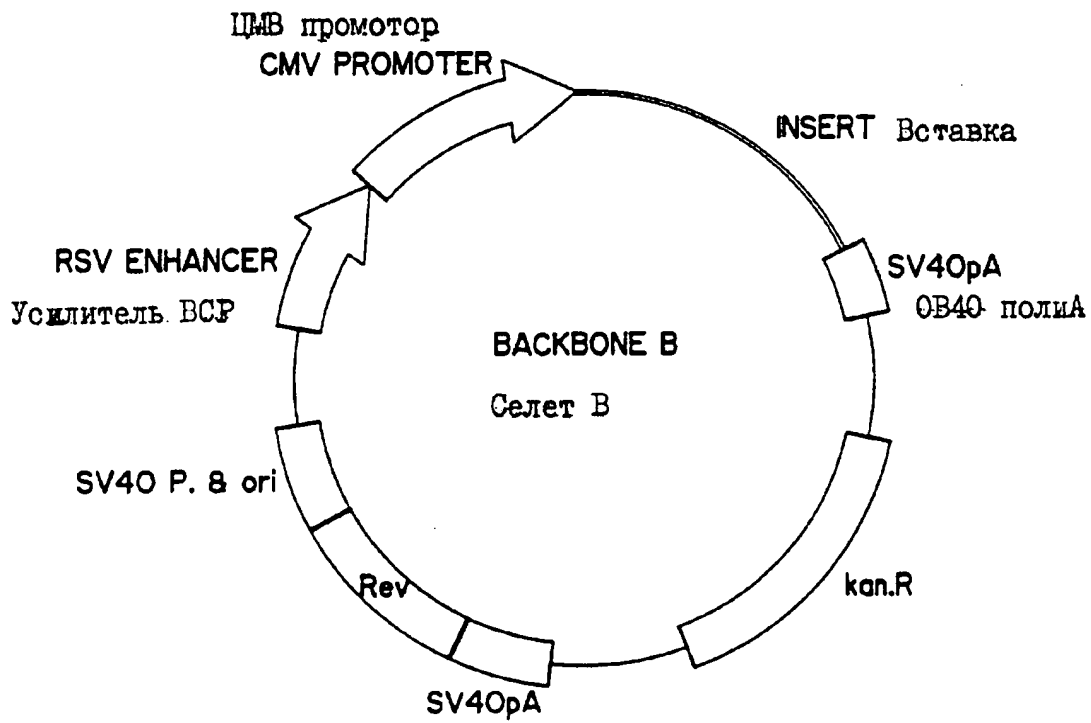 ЦМВ промотор
CMV PROMOTER
INSERT Вставка
RSV ENHANCER
Усилитель ВСР
SV40pA
ОВ40 полиА
BACKBONE B
Селет В
SV40 P. & ori
Rev
kan.R
SV40pA